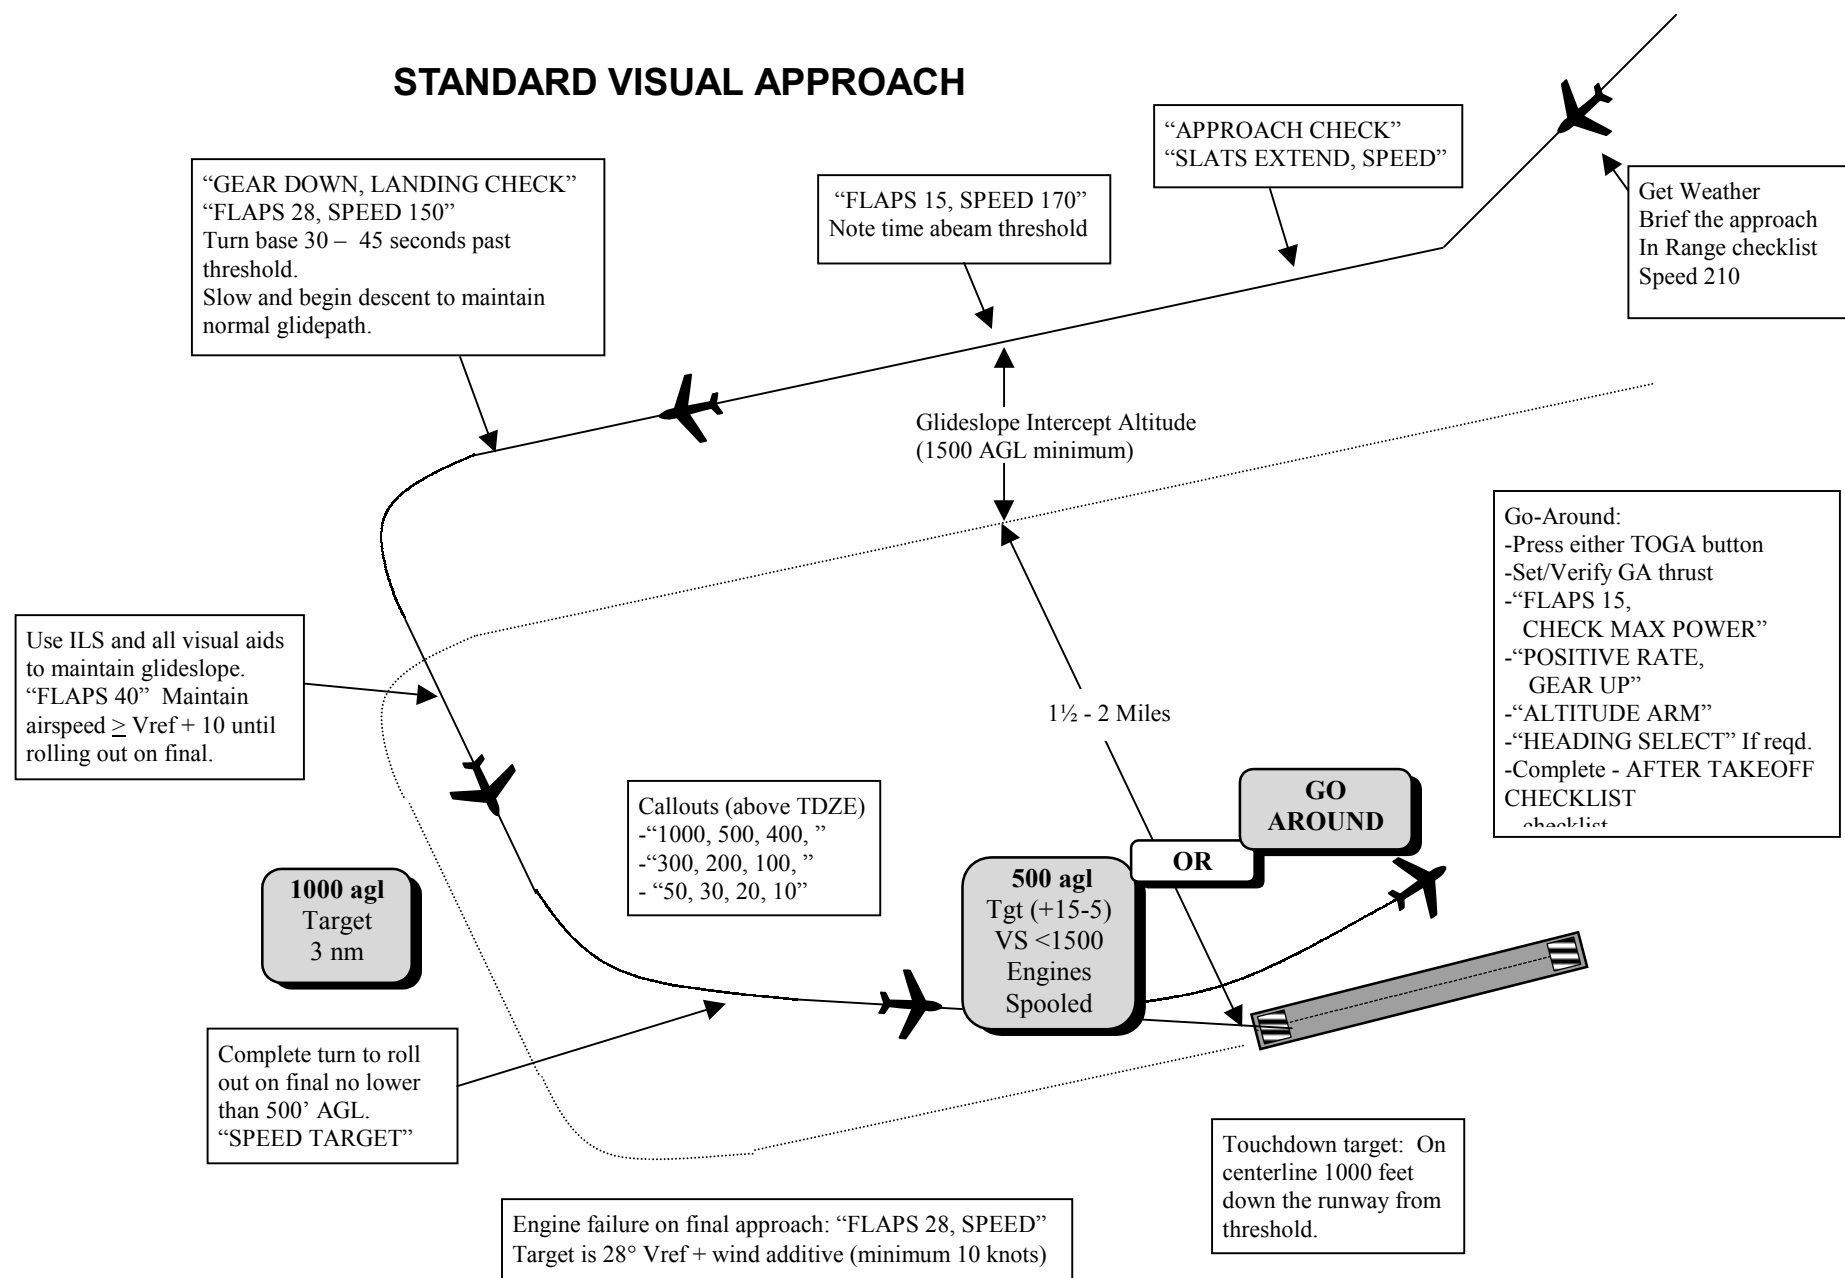 STANDARD VISUAL APPROACH
“APPROACH CHECK”
“SLATS EXTEND, SPEED”
“GEAR DOWN, LANDING CHECK”
“FLAPS 28, SPEED 150”
Turn base 30 – 45 seconds past
threshold.
Slow and begin descent to maintain
normal glidepath.
“FLAPS 15, SPEED 170”
Note time abeam threshold
Get Weather
Brief the approach
In Range checklist
Speed 210
Glideslope Intercept Altitude
(1500 AGL minimum)
Go-Around:
-Press either TOGA button
-Set/Verify GA thrust
-“FLAPS 15,
CHECK MAX POWER”
-“POSITIVE RATE,
GEAR UP”
-“ALTITUDE ARM”
-“HEADING SELECT” If reqd.
-Complete - AFTER TAKEOFF
CHECKLIST
checklist
Use ILS and all visual aids
to maintain glideslope.
“FLAPS 40” Maintain
airspeed ≥ Vref + 10 until
rolling out on final.
1½ - 2 Miles
Callouts (above TDZE)
-“1000, 500, 400, ”
-“300, 200, 100, ”
- “50, 30, 20, 10”
GO
AROUND
OR
1000 agl
Target
3 nm
500 agl
Tgt (+15-5)
VS <1500
Engines
Spooled
Complete turn to roll
out on final no lower
than 500’ AGL.
“SPEED TARGET”
Touchdown target: On
centerline 1000 feet
down the runway from
threshold.
Engine failure on final approach: “FLAPS 28, SPEED”
Target is 28° Vref + wind additive (minimum 10 knots)